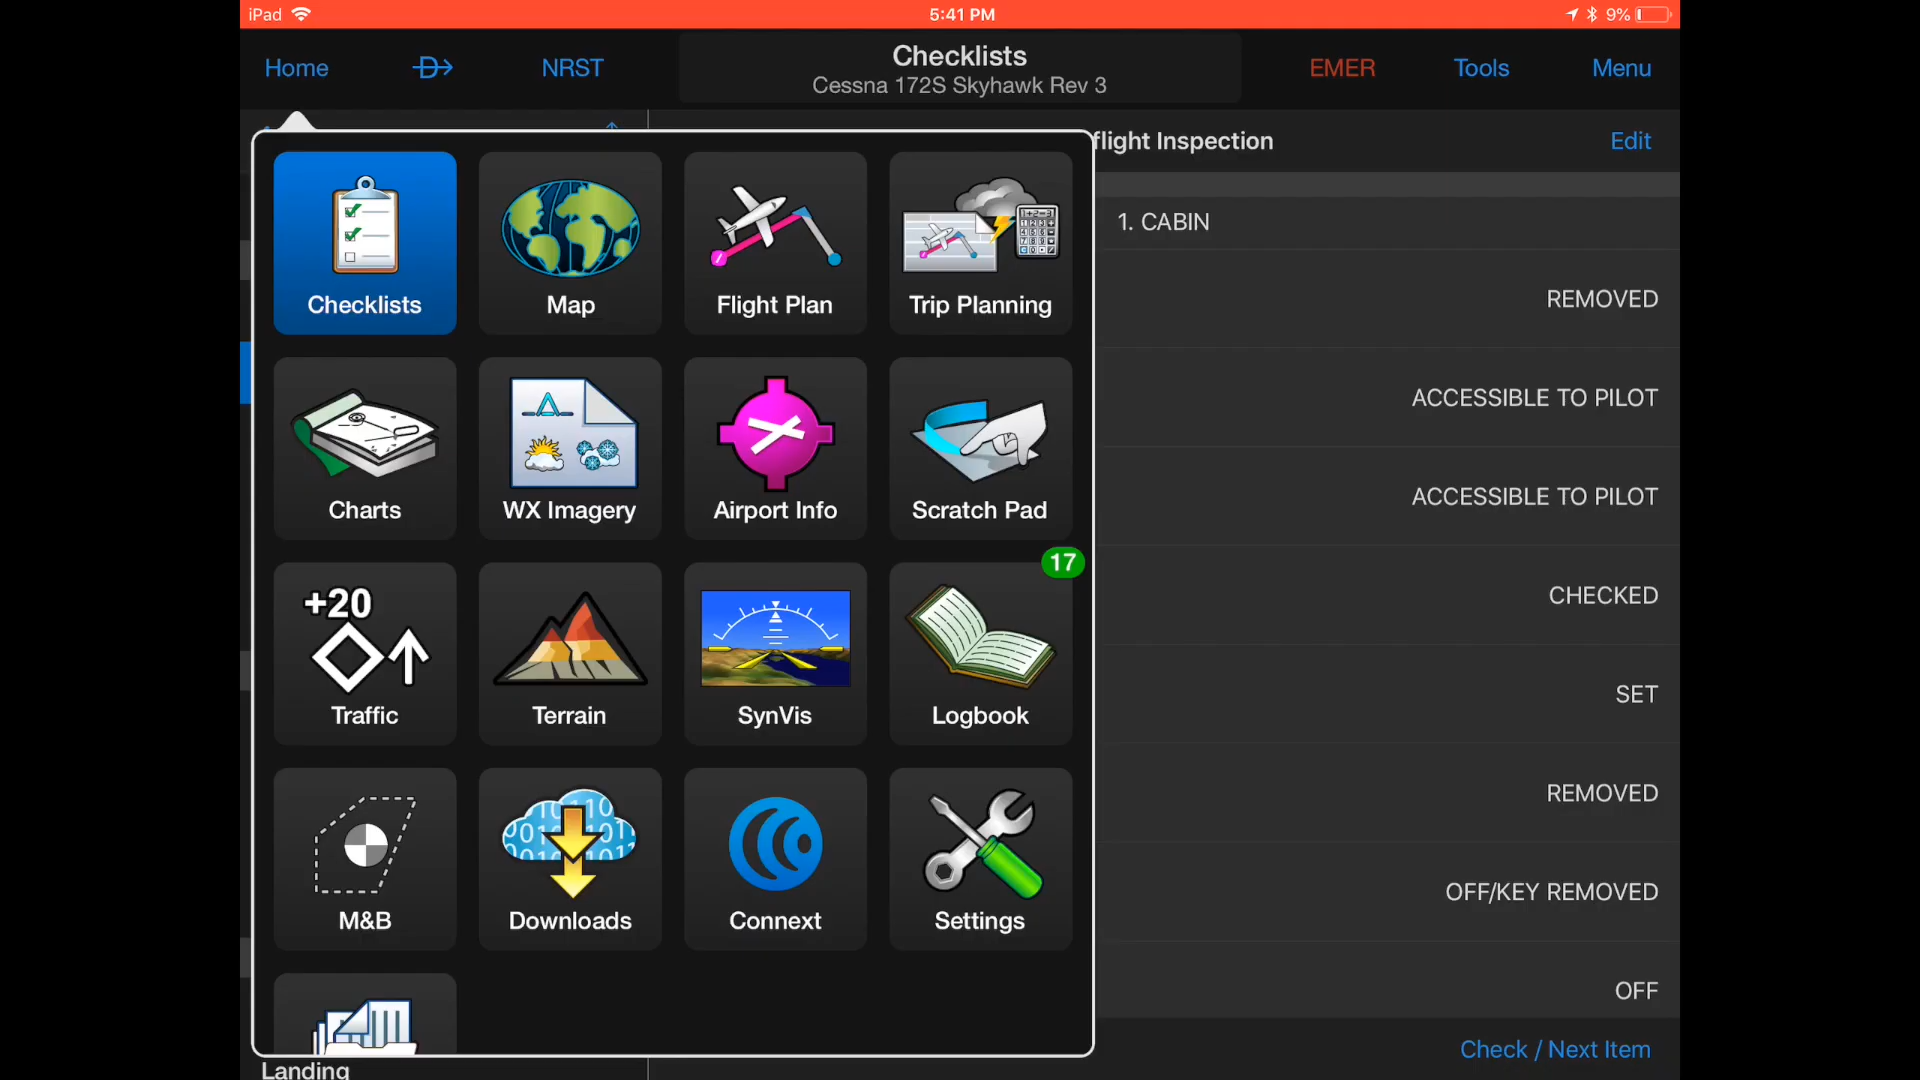 iPad
5:41 PM
9%
Home
NRST
Checklists
Cessna 172S Skyhawk Rev 3
EMER
Tools
Menu
flight Inspection
Edit
Checklists
Map
Flight Plan
Trip Planning
Charts
WX Imagery
Airport Info
Scratch Pad
+20
Traffic
Terrain
SynVis
17
Logbook
M&B
Downloads
Connext
Settings
1. CABIN
REMOVED
ACCESSIBLE TO PILOT
ACCESSIBLE TO PILOT
CHECKED
SET
REMOVED
OFF/KEY REMOVED
OFF
Landing
Check / Next Item